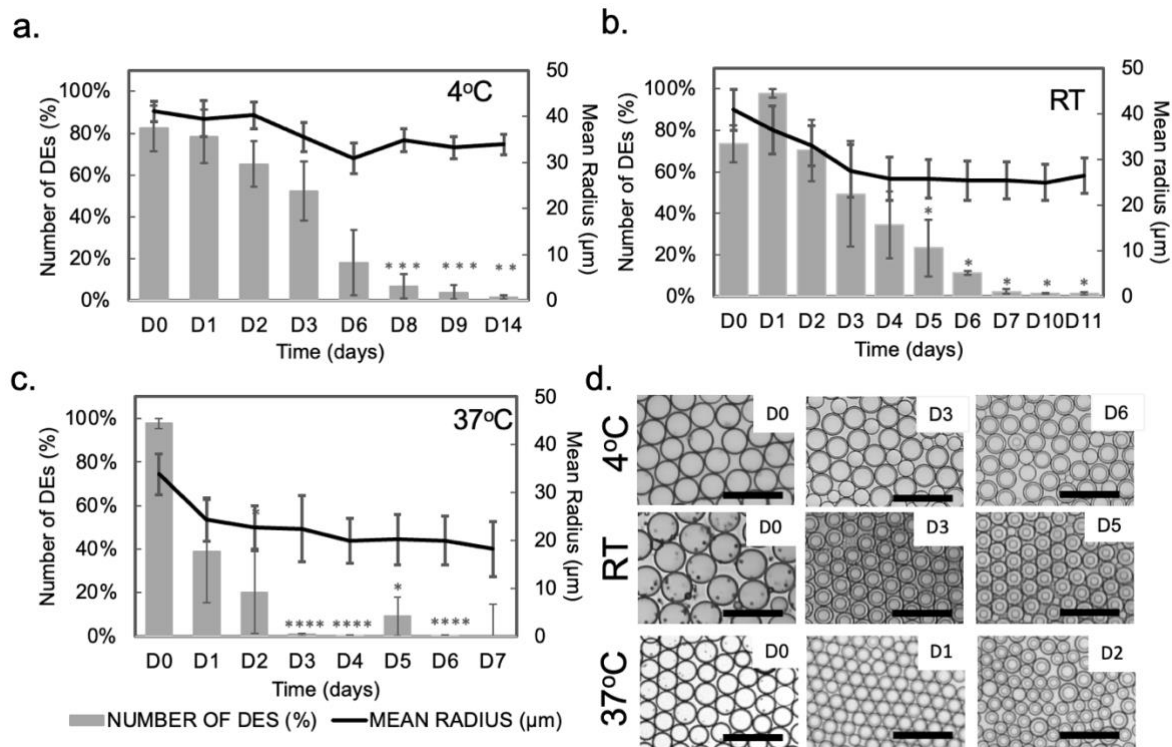 a.
4°C
Number of DEs (%)
100%
80%
60%
40%
20%
0%
50
40
30
20
10
0
Mean Radius (µm)
*** *** **
D0 D1 D2 D3 D6 D8 D9 D14
Time (days)
b.
RT
Number of DEs (%)
100%
80%
60%
40%
20%
0%
50
40
30
20
10
0
Mean radius (µm)
* * * * *
D0 D1 D2 D3 D4 D5 D6 D7 D10 D11
Time (days)
c.
37°C
Number of DEs (%)
100%
80%
60%
40%
20%
0%
50
40
30
20
10
0
Mean Radius (µm)
* **** **** * ****
D0 D1 D2 D3 D4 D5 D6 D7
Time (days)
NUMBER OF DES (%) MEAN RADIUS (µm)
d.
4°C
D0 D3 D6
RT
D0 D3 D5
37°C
D0 D1 D2